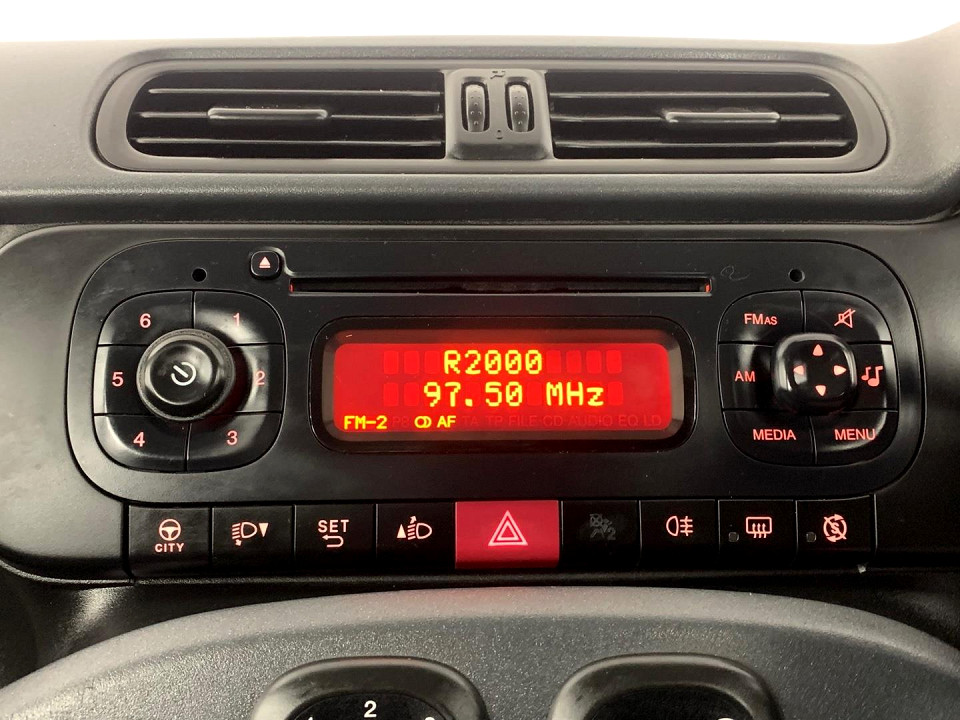 6
1
5
2
4
3
R2000
97.50 MHz
FM-2 AF TA TP FILE CD AUDIO EQ LD
FMAS
AM
MEDIA
MENU
CITY
SET
2